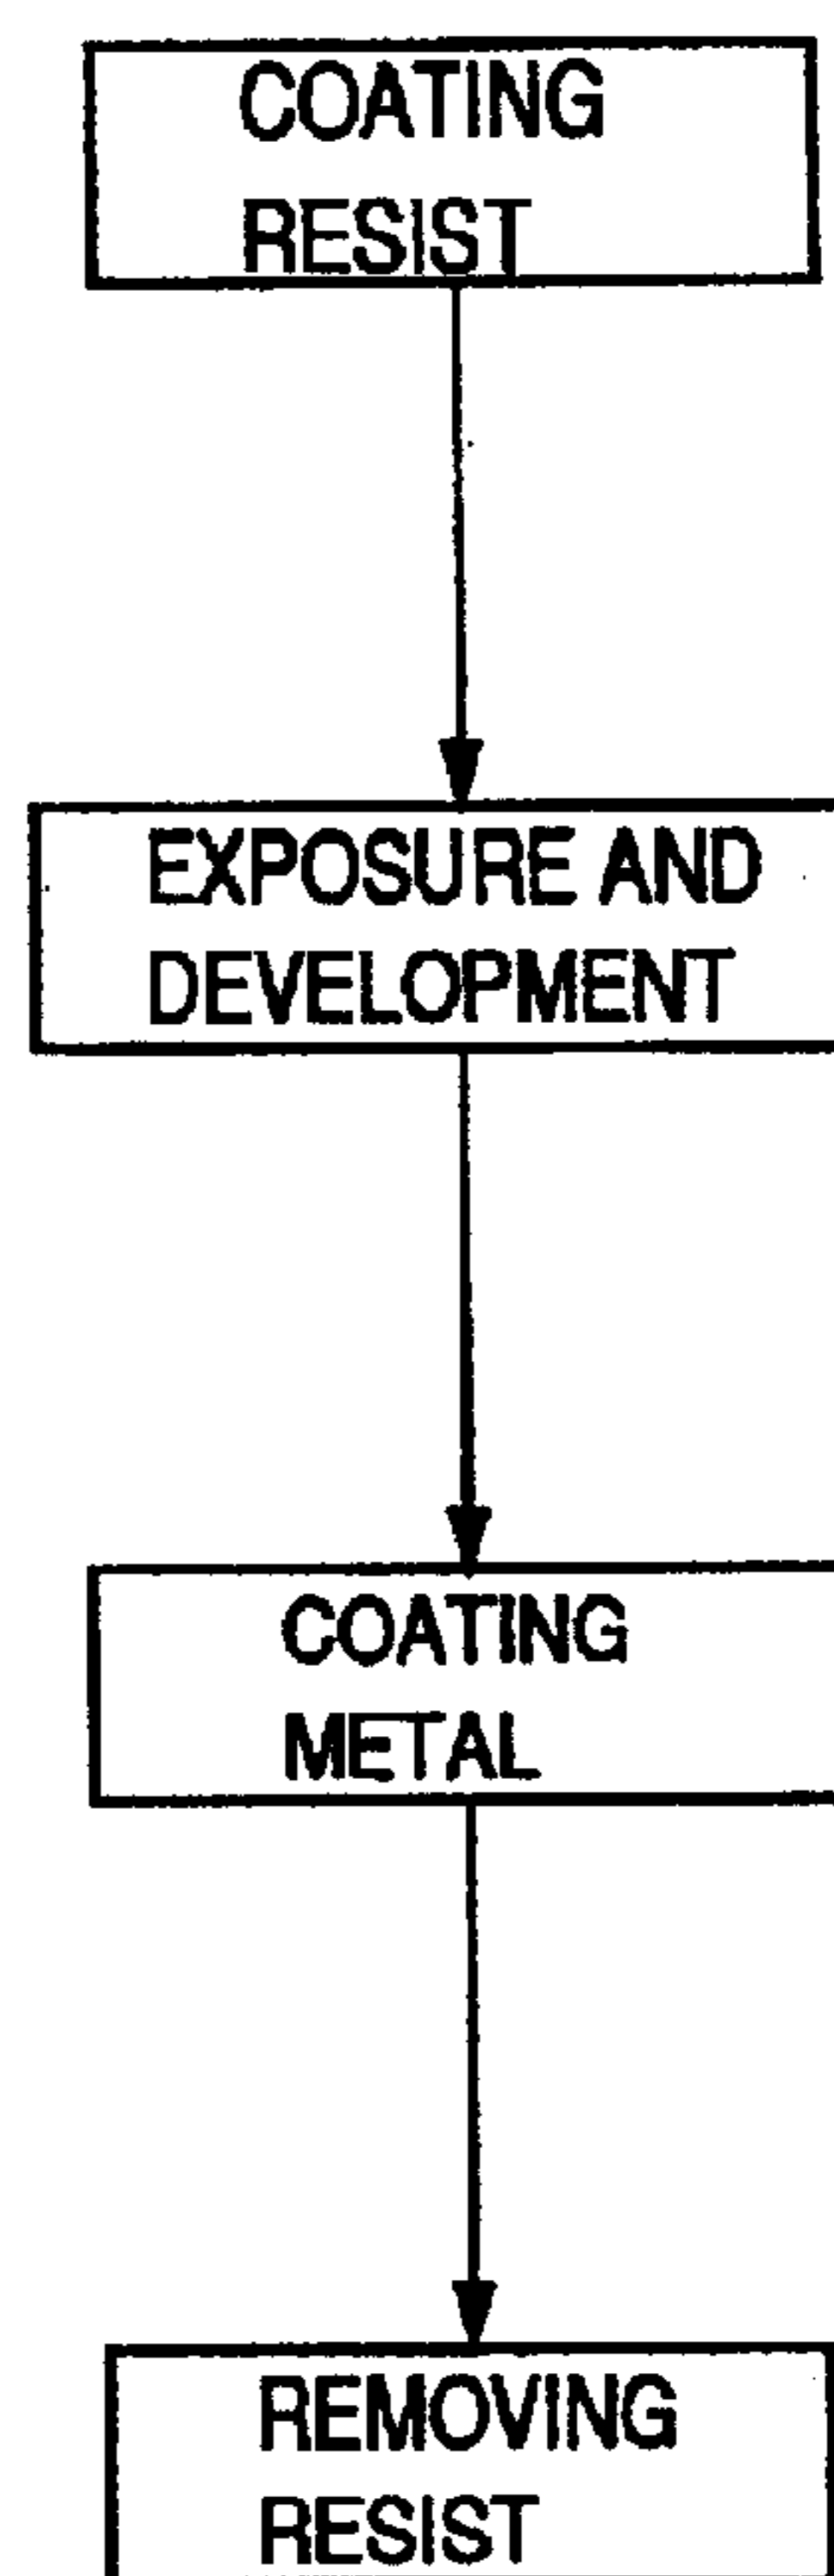 COATING
RESIST
EXPOSURE AND
DEVELOPMENT
COATING
METAL
REMOVING
RESIST